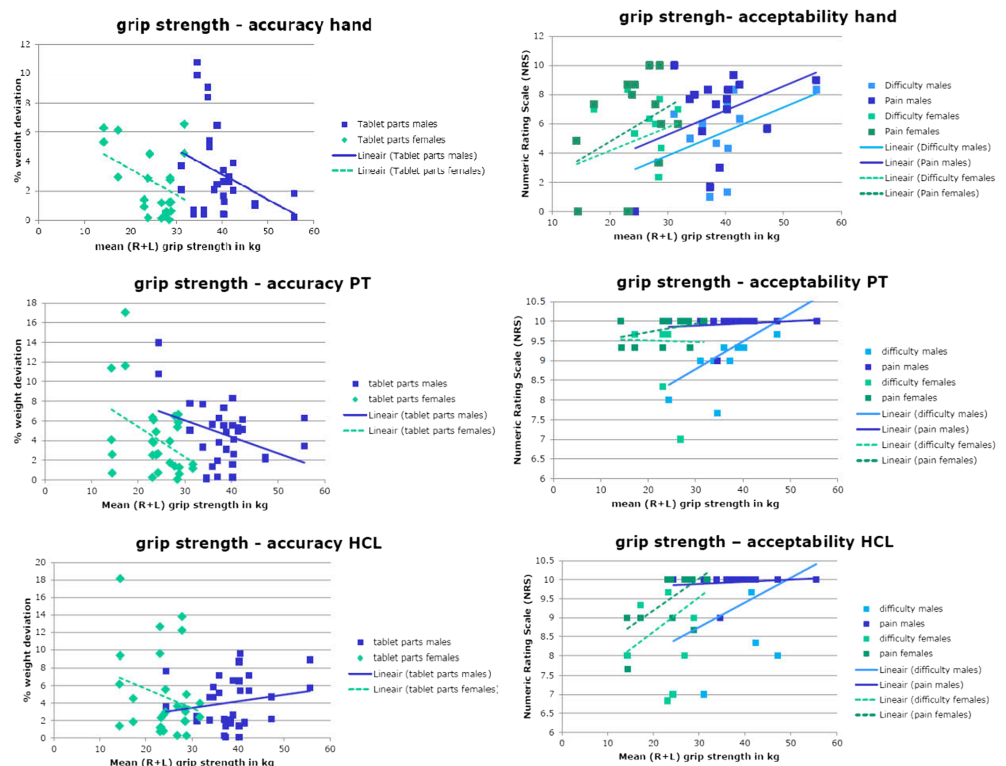 grip strength - accuracy hand
12
10
8
6
4
2
0
0 10 20 30 40 50 60
% weight deviation
mean (R+L) grip strength in kg
Tablet parts males
Tablet parts females
Lineair (Tablet parts males)
Lineair (Tablet parts females)
grip strengh- acceptability hand
10
8
6
4
2
0
10 20 30 40 50 60
Numeric Rating Scale (NRS)
mean (R+L) grip strength in kg
Difficulty males
Pain males
Difficulty females
Pain females
Lineair (Difficulty males)
Lineair (Pain males)
Lineair (Difficulty females)
Lineair (Pain females)
grip strength - accuracy PT
18
16
14
12
10
8
6
4
2
0
0 10 20 30 40 50 60
% weight deviation
Mean (R+L) grip strength in kg
tablet parts males
tablet parts females
Lineair (tablet parts males)
Lineair (tablet parts females)
grip strength - acceptability PT
10.5
10
9.5
9
8.5
8
7.5
7
6.5
6
0 10 20 30 40 50 60
Numeric Rating Scale (NRS)
mean (R+L) grip strength in kg
difficulty males
pain males
difficulty females
pain females
Lineair (difficulty males)
Lineair (pain males)
Lineair (difficulty females)
Lineair (pain females)
grip strength - accuracy HCL
20
18
16
14
12
10
8
6
4
2
0
0 10 20 30 40 50 60
% weight deviation
Mean (R+L) grip strength in kg
tablet parts males
tablet parts females
Lineair (tablet parts males)
Lineair (tablet parts females)
grip strength – acceptability HCL
10.5
10
9.5
9
8.5
8
7.5
7
6.5
6
0 10 20 30 40 50 60
Numeric Rating Scale (NRS)
Mean (R+L) grip strength in kg
difficulty males
pain males
difficulty females
pain females
Lineair (difficulty males)
Lineair (pain males)
Lineair (difficulty females)
Lineair (pain females)